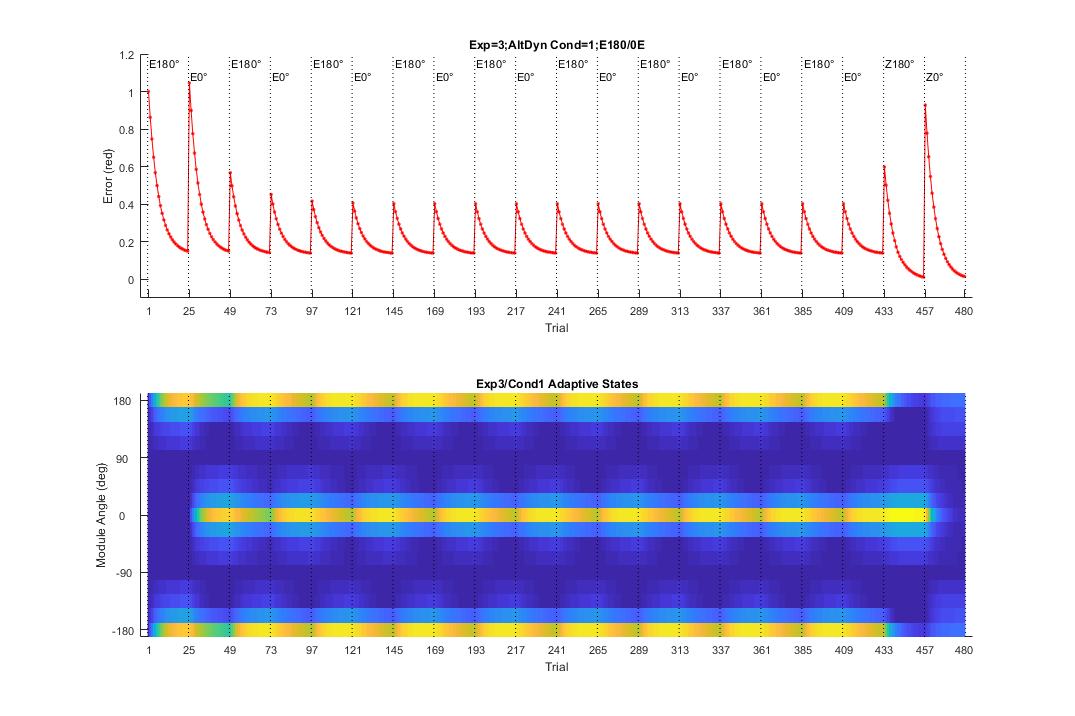 Exp=3;AltDyn Cond=1;E180/0E
E180° E180° E180° E180° E180° E180° E180° E180° E180° Z180°
E0° E0° E0° E0° E0° E0° E0° E0° E0° Z0°
1.2
1
0.8
0.6
0.4
0.2
0
Error (red)
1 25 49 73 97 121 145 169 193 217 241 265 289 313 337 361 385 409 433 457 480
Trial
Exp3/Cond1 Adaptive States
180
90
0
-90
-180
Module Angle (deg)
1 25 49 73 97 121 145 169 193 217 241 265 289 313 337 361 385 409 433 457 480
Trial